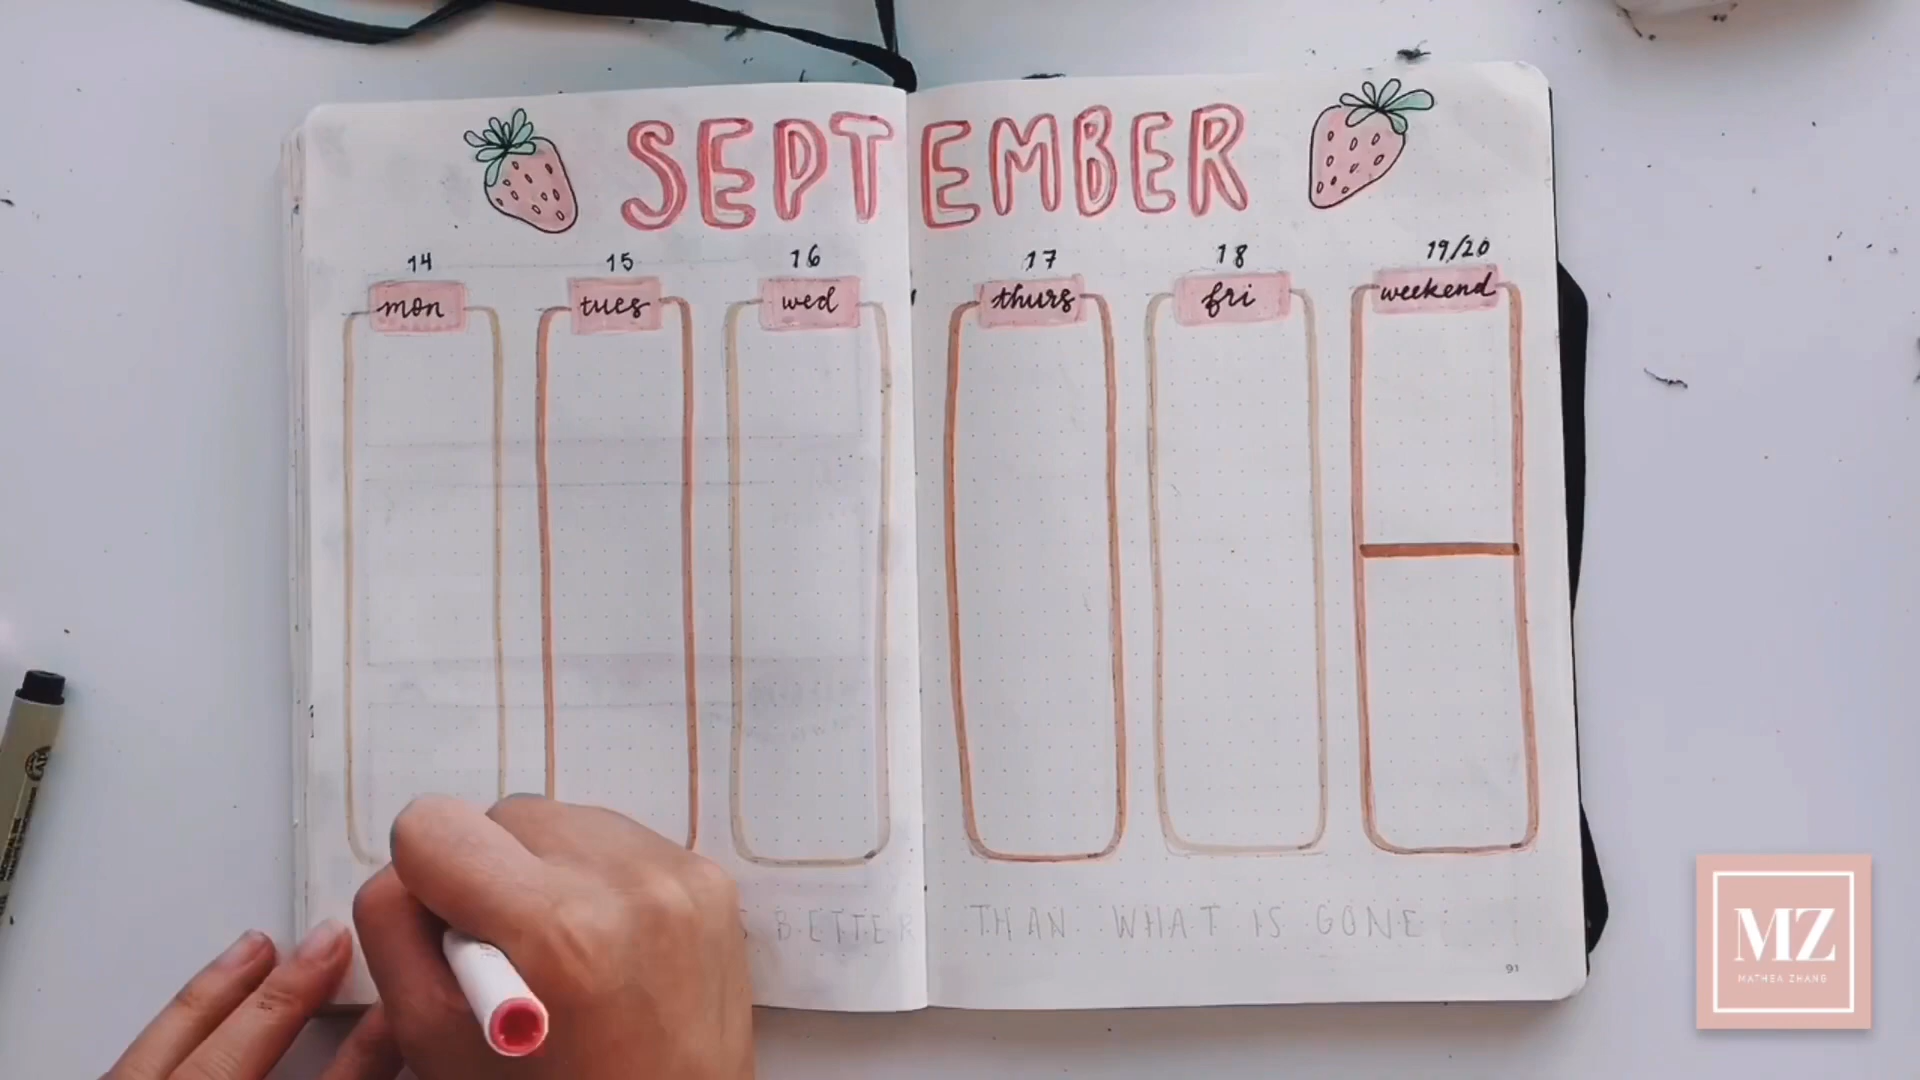 SEPTEMBER
14 15 16 17 18 19/20
mon tues wed thurs fri weekend
BETTER THAN WHAT IS GONE
91
MZ
MATHEA ZHANG